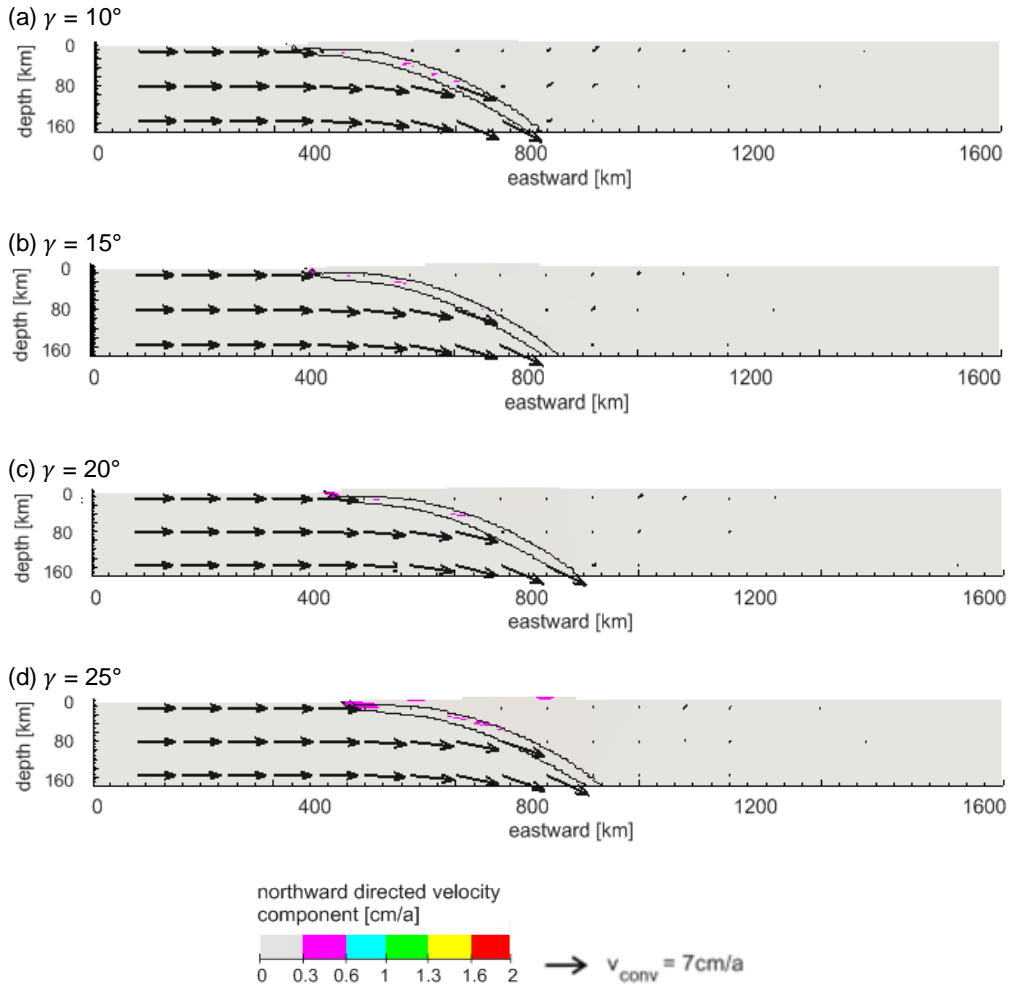 (a) γ = 10°
depth [km]
0
80
160
0 400 800 1200 1600
eastward [km]
(b) γ = 15°
depth [km]
0
80
160
0 400 800 1200 1600
eastward [km]
(c) γ = 20°
depth [km]
0
80
160
0 400 800 1200 1600
eastward [km]
(d) γ = 25°
depth [km]
0
80
160
0 400 800 1200 1600
eastward [km]
northward directed velocity
component [cm/a]
0 0.3 0.6 1 1.3 1.6 2
v_conv = 7cm/a